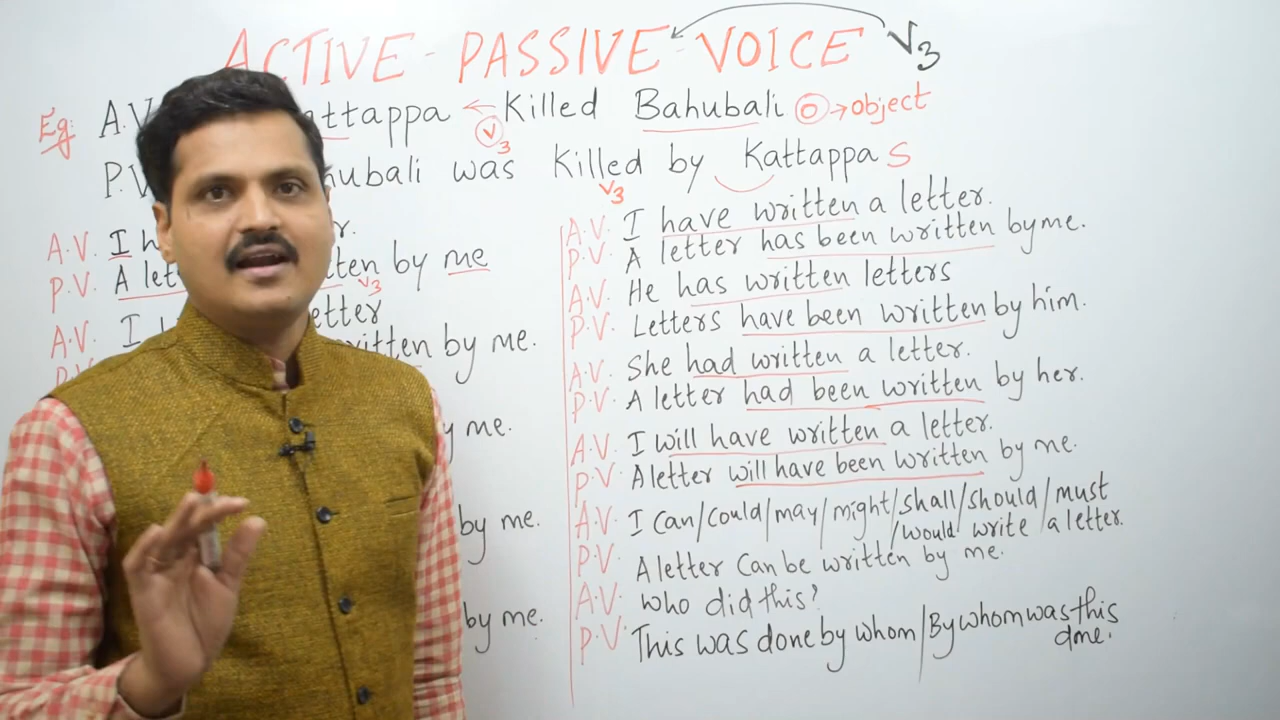 ACTIVE - PASSIVE - VOICE V3
Eg: A.V attappa ← Killed Bahubali O → object
V3
P.V hubali was Killed by Kattappa S
V3
A.V. I h r.
P.V. A let ten by me
V3
A.V. I etter
P.V. written by me.
y me.
by me.
by me.
A.V. I have written a letter.
P.V. A letter has been written by me.
A.V. He has written letters
P.V. Letters have been written by him.
A.V. She had written a letter.
P.V. A letter had been written by her.
A.V. I will have written a letter.
P.V. A letter will have been written by me.
A.V. I Can/could/may/might/shall/should/must
/would write /a letter.
P.V. A letter Can be written by me.
A.V. who did this?
P.V. This was done by whom/By whom was this
done.